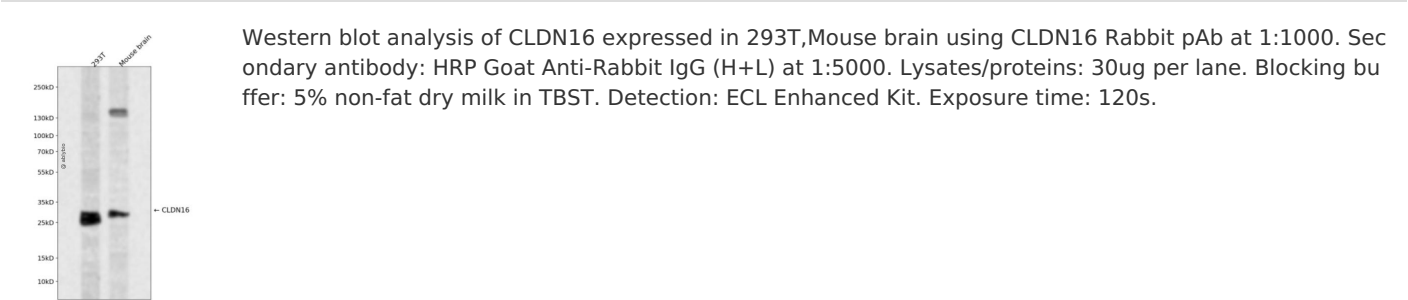 293T
Mouse brain
250kD
130kD
100kD
70kD
55kD
35kD
25kD
15kD
10kD
← CLDN16
Western blot analysis of CLDN16 expressed in 293T,Mouse brain using CLDN16 Rabbit pAb at 1:1000. Sec
ondary antibody: HRP Goat Anti-Rabbit IgG (H+L) at 1:5000. Lysates/proteins: 30ug per lane. Blocking bu
ffer: 5% non-fat dry milk in TBST. Detection: ECL Enhanced Kit. Exposure time: 120s.